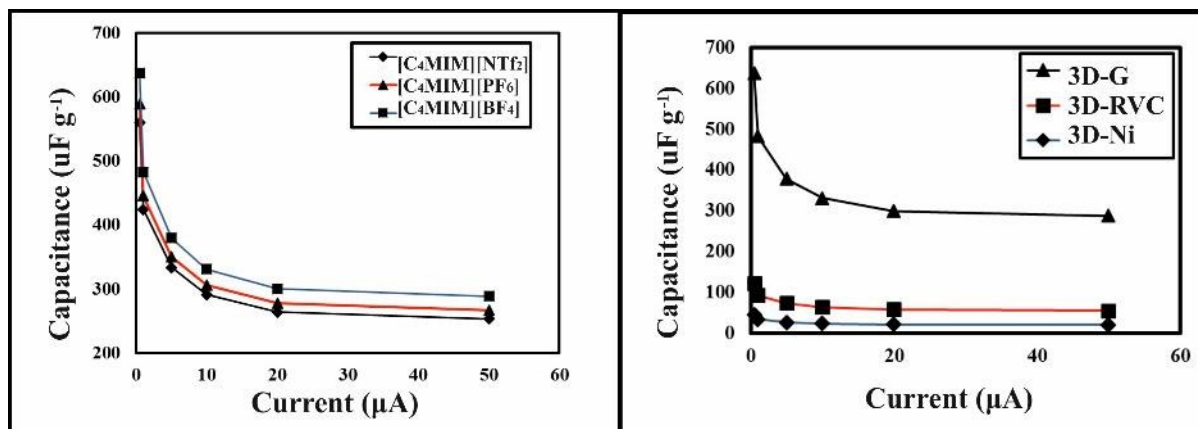 700
600
500
400
300
200
0 10 20 30 40 50 60
Capacitance (uF g⁻¹)
Current (µA)
[C₄MIM][NTf₂]
[C₄MIM][PF₆]
[C₄MIM][BF₄]
700
600
500
400
300
200
100
0
0 20 40 60
Capacitance (uF g⁻¹)
Current (µA)
3D-G
3D-RVC
3D-Ni